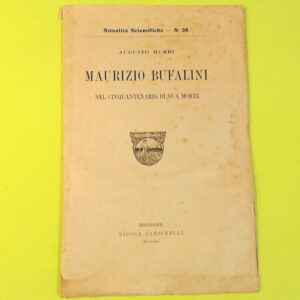 Attualità Scientifiche - N. 38
AUGUSTO MURRI
MAURIZIO BUFALINI
NEL CINQUANTENARIO DI SUA MORTE
BOLOGNA
NICOLA ZANICHELLI